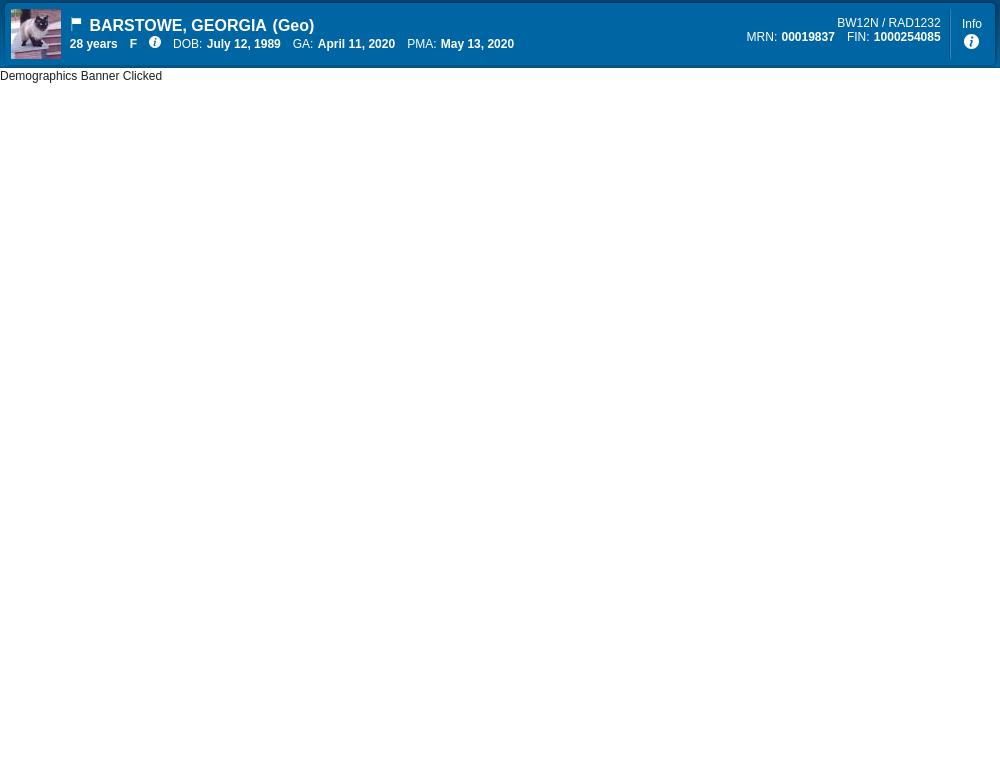 BARSTOWE, GEORGIA (Geo)
28 years F DOB: July 12, 1989 GA: April 11, 2020 PMA: May 13, 2020
BW12N / RAD1232
MRN: 00019837 FIN: 1000254085
Info
Demographics Banner Clicked